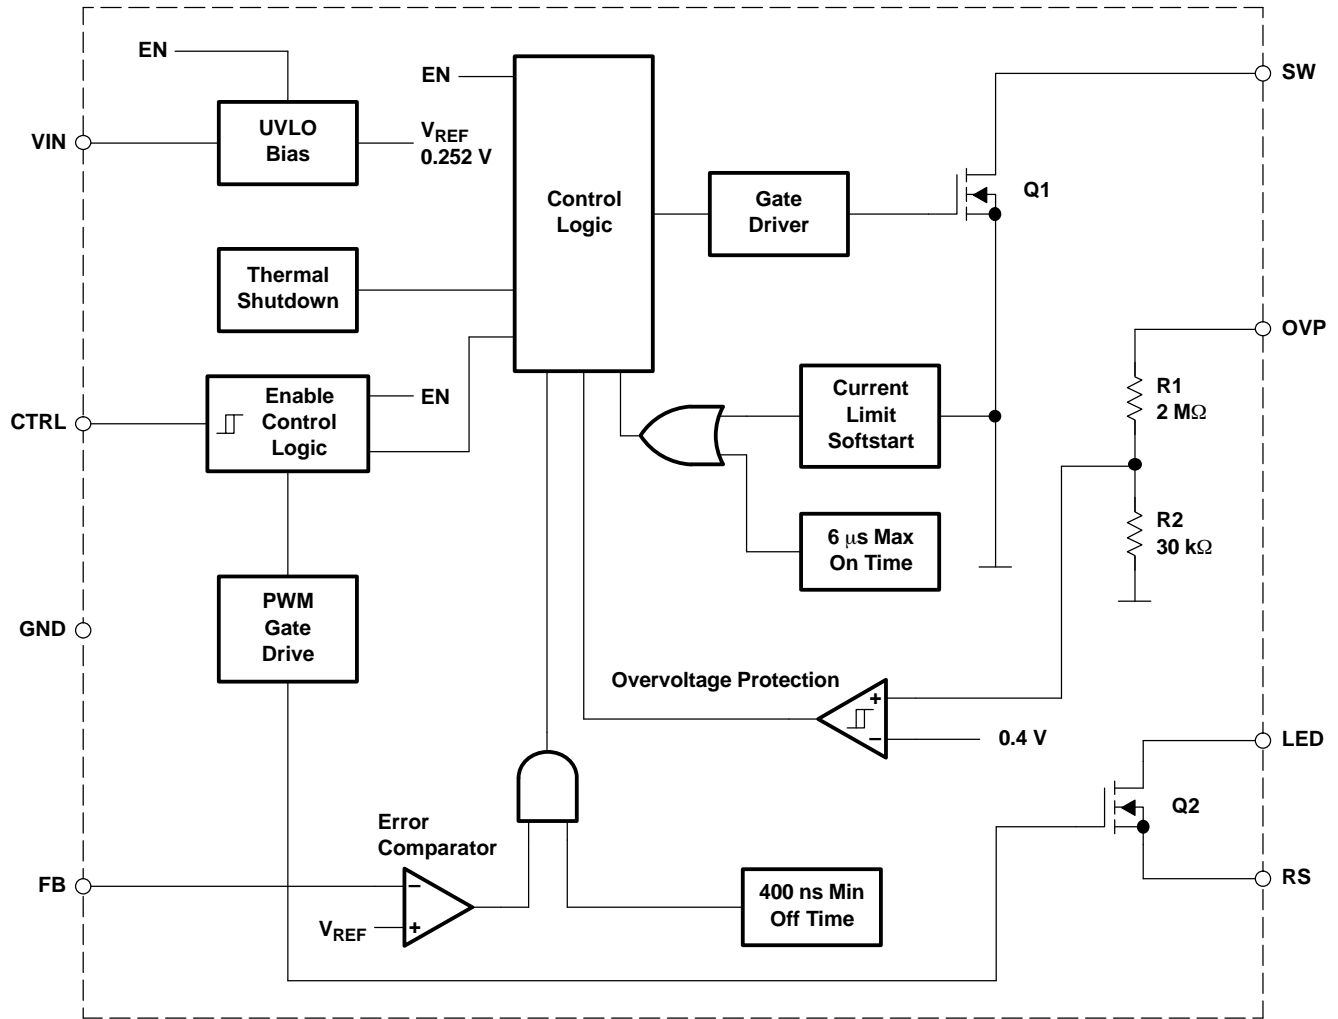 EN
EN
SW
VIN
UVLO
Bias
VREF
0.252 V
Control
Logic
Gate
Driver
Q1
Thermal
Shutdown
OVP
CTRL
Enable
Control
Logic
EN
Current
Limit
Softstart
R1
2 MΩ
6 μs Max
On Time
R2
30 kΩ
GND
PWM
Gate
Drive
Overvoltage Protection
+
−
0.4 V
LED
Q2
Error
Comparator
FB
−
+
VREF
400 ns Min
Off Time
RS